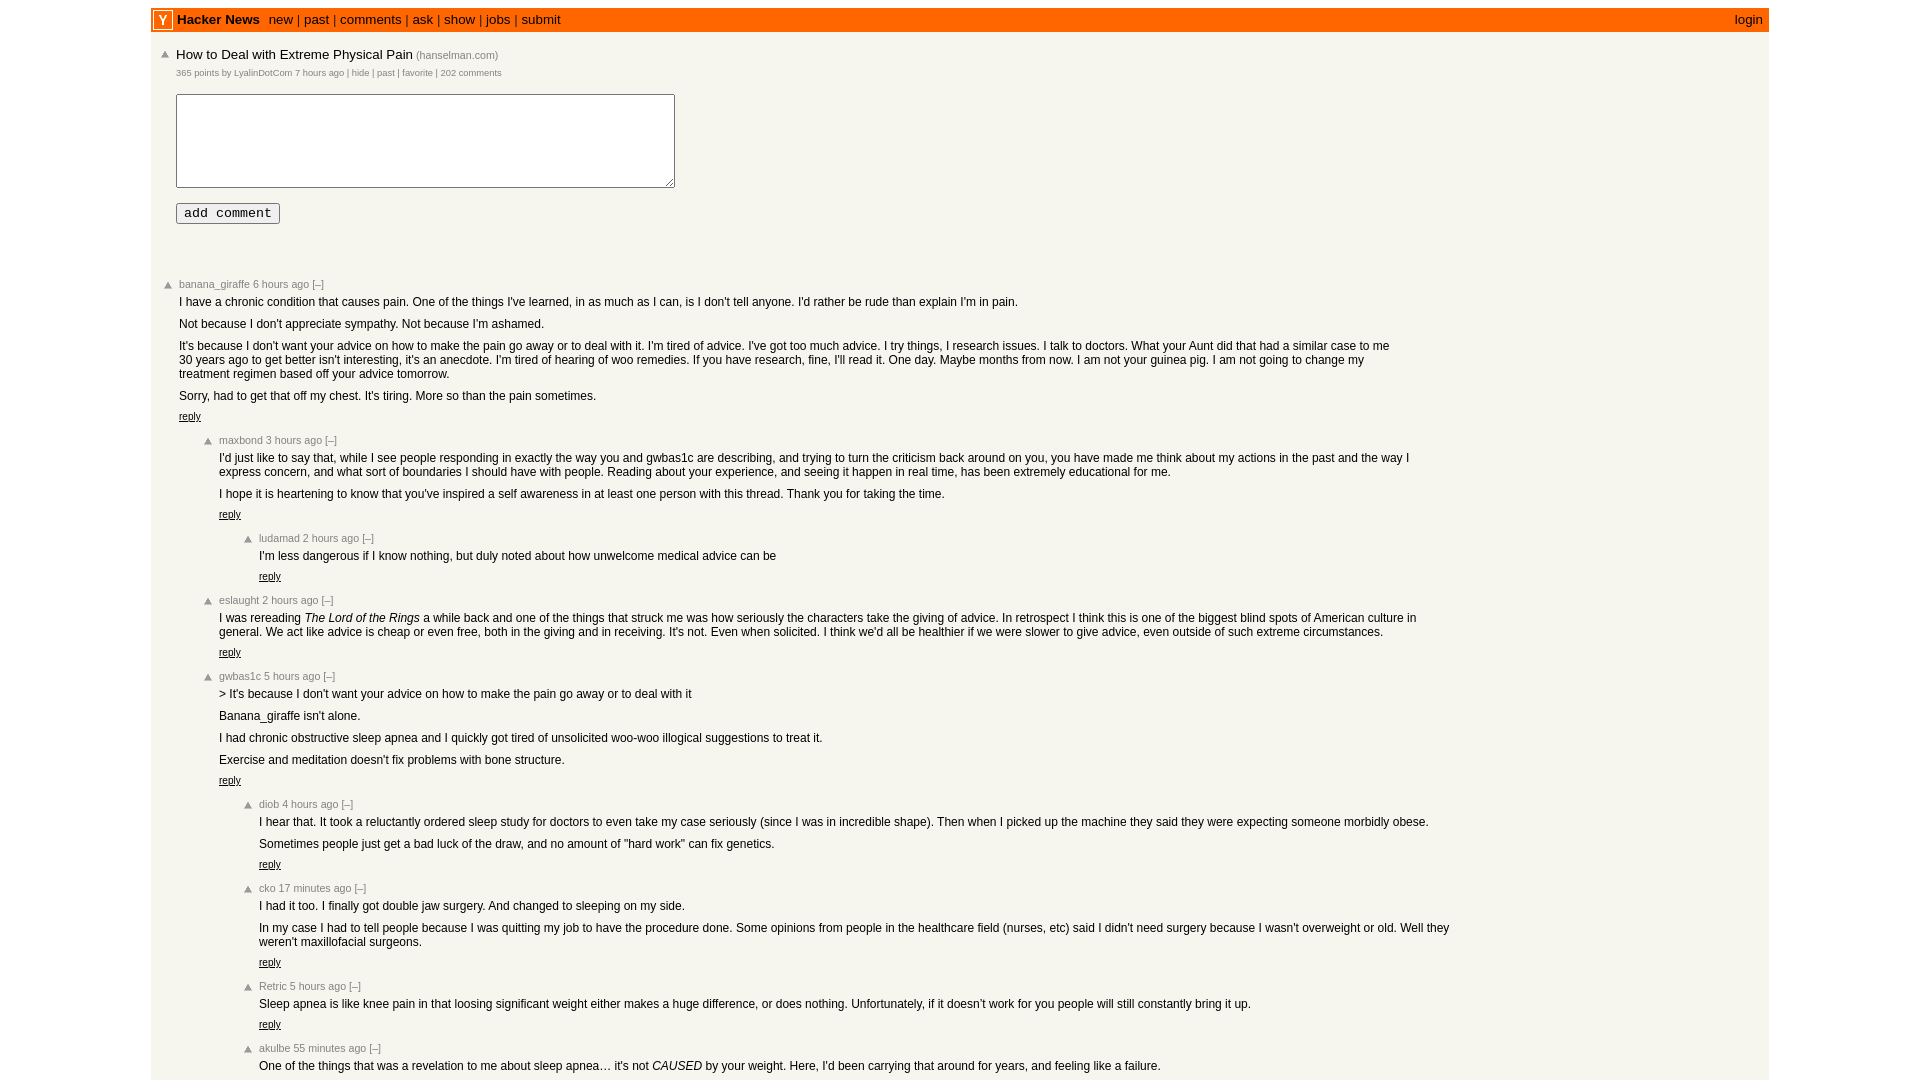 Y Hacker News new | past | comments | ask | show | jobs | submit login
How to Deal with Extreme Physical Pain (hanselman.com)
365 points by LyalinDotCom 7 hours ago | hide | past | favorite | 202 comments
add comment
banana_giraffe 6 hours ago [–]
I have a chronic condition that causes pain. One of the things I've learned, in as much as I can, is I don't tell anyone. I'd rather be rude than explain I'm in pain.
Not because I don't appreciate sympathy. Not because I'm ashamed.
It's because I don't want your advice on how to make the pain go away or to deal with it. I'm tired of advice. I've got too much advice. I try things, I research issues. I talk to doctors. What your Aunt did that had a similar case to me
30 years ago to get better isn't interesting, it's an anecdote. I'm tired of hearing of woo remedies. If you have research, fine, I'll read it. One day. Maybe months from now. I am not your guinea pig. I am not going to change my
treatment regimen based off your advice tomorrow.
Sorry, had to get that off my chest. It's tiring. More so than the pain sometimes.
reply
maxbond 3 hours ago [–]
I'd just like to say that, while I see people responding in exactly the way you and gwbas1c are describing, and trying to turn the criticism back around on you, you have made me think about my actions in the past and the way I
express concern, and what sort of boundaries I should have with people. Reading about your experience, and seeing it happen in real time, has been extremely educational for me.
I hope it is heartening to know that you've inspired a self awareness in at least one person with this thread. Thank you for taking the time.
reply
ludamad 2 hours ago [–]
I'm less dangerous if I know nothing, but duly noted about how unwelcome medical advice can be
reply
eslaught 2 hours ago [–]
I was rereading The Lord of the Rings a while back and one of the things that struck me was how seriously the characters take the giving of advice. In retrospect I think this is one of the biggest blind spots of American culture in
general. We act like advice is cheap or even free, both in the giving and in receiving. It's not. Even when solicited. I think we'd all be healthier if we were slower to give advice, even outside of such extreme circumstances.
reply
gwbas1c 5 hours ago [–]
> It's because I don't want your advice on how to make the pain go away or to deal with it
Banana_giraffe isn't alone.
I had chronic obstructive sleep apnea and I quickly got tired of unsolicited woo-woo illogical suggestions to treat it.
Exercise and meditation doesn't fix problems with bone structure.
reply
diob 4 hours ago [–]
I hear that. It took a reluctantly ordered sleep study for doctors to even take my case seriously (since I was in incredible shape). Then when I picked up the machine they said they were expecting someone morbidly obese.
Sometimes people just get a bad luck of the draw, and no amount of "hard work" can fix genetics.
reply
cko 17 minutes ago [–]
I had it too. I finally got double jaw surgery. And changed to sleeping on my side.
In my case I had to tell people because I was quitting my job to have the procedure done. Some opinions from people in the healthcare field (nurses, etc) said I didn't need surgery because I wasn't overweight or old. Well they
weren't maxillofacial surgeons.
reply
Retric 5 hours ago [–]
Sleep apnea is like knee pain in that loosing significant weight either makes a huge difference, or does nothing. Unfortunately, if it doesn’t work for you people will still constantly bring it up.
reply
akulbe 55 minutes ago [–]
One of the things that was a revelation to me about sleep apnea… it's not CAUSED by your weight. Here, I'd been carrying that around for years, and feeling like a failure.